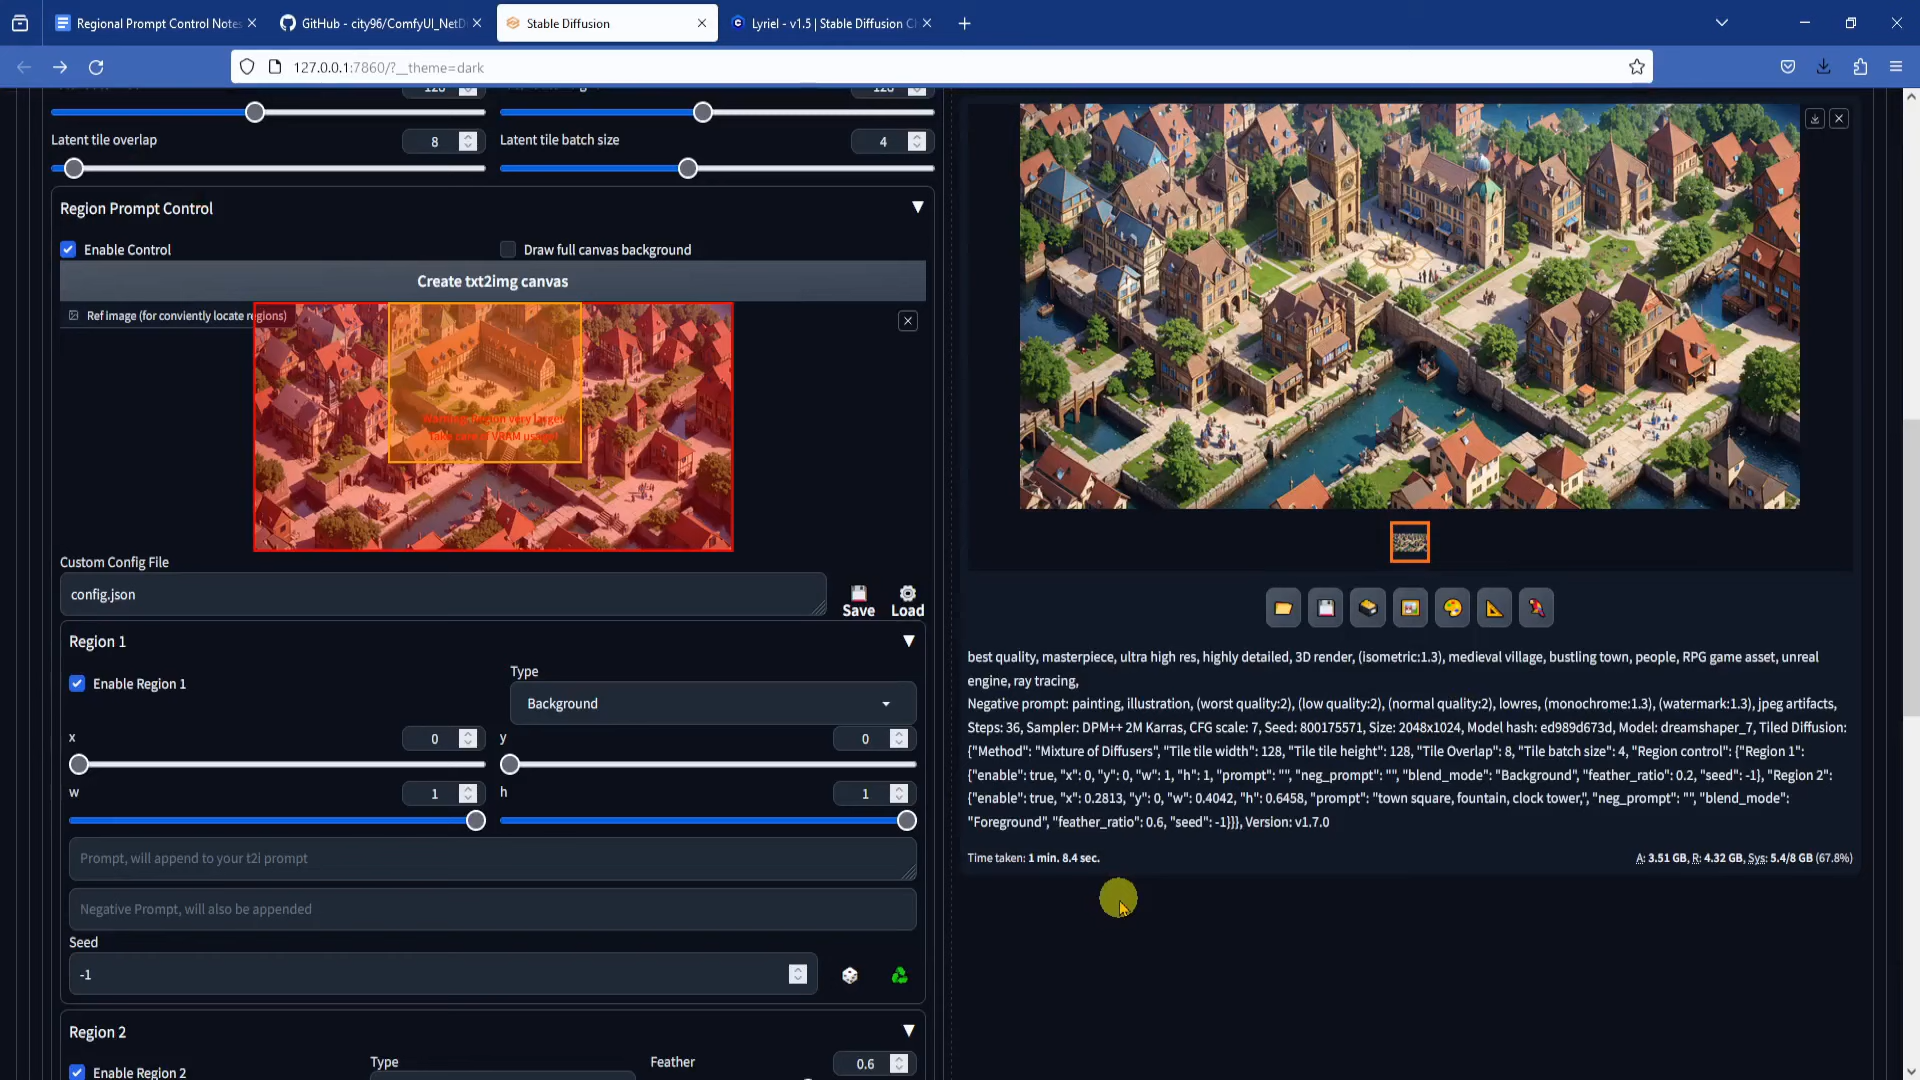 Regional Prompt Control Notes
GitHub - city96/ComfyUI_NetD
Stable Diffusion
Lyriel - v1.5 | Stable Diffusion C
127.0.0.1:7860/?__theme=dark
128
128
Latent tile overlap
8
Latent tile batch size
4
Region Prompt Control
Enable Control
Draw full canvas background
Create txt2img canvas
Ref image (for conviently locate regions)
Warning: Region very large!
Take care of VRAM usage!
Custom Config File
config.json
Save
Load
Region 1
Enable Region 1
Type
Background
x
0
y
0
w
1
h
1
Prompt, will append to your t2i prompt
Negative Prompt, will also be appended
Seed
-1
Region 2
Enable Region 2
Type
Feather
0.6
best quality, masterpiece, ultra high res, highly detailed, 3D render, (isometric:1.3), medieval village, bustling town, people, RPG game asset, unreal
engine, ray tracing,
Negative prompt: painting, illustration, (worst quality:2), (low quality:2), (normal quality:2), lowres, (monochrome:1.3), (watermark:1.3), jpeg artifacts,
Steps: 36, Sampler: DPM++ 2M Karras, CFG scale: 7, Seed: 800175571, Size: 2048x1024, Model hash: ed989d673d, Model: dreamshaper_7, Tiled Diffusion:
{"Method": "Mixture of Diffusers", "Tile tile width": 128, "Tile tile height": 128, "Tile Overlap": 8, "Tile batch size": 4, "Region control": {"Region 1":
{"enable": true, "x": 0, "y": 0, "w": 1, "h": 1, "prompt": "", "neg_prompt": "", "blend_mode": "Background", "feather_ratio": 0.2, "seed": -1}, "Region 2":
{"enable": true, "x": 0.2813, "y": 0, "w": 0.4042, "h": 0.6458, "prompt": "town square, fountain, clock tower,", "neg_prompt": "", "blend_mode":
"Foreground", "feather_ratio": 0.6, "seed": -1}}}, Version: v1.7.0
Time taken: 1 min. 8.4 sec.
A: 3.51 GB, R: 4.32 GB, Sys: 5.4/8 GB (67.8%)